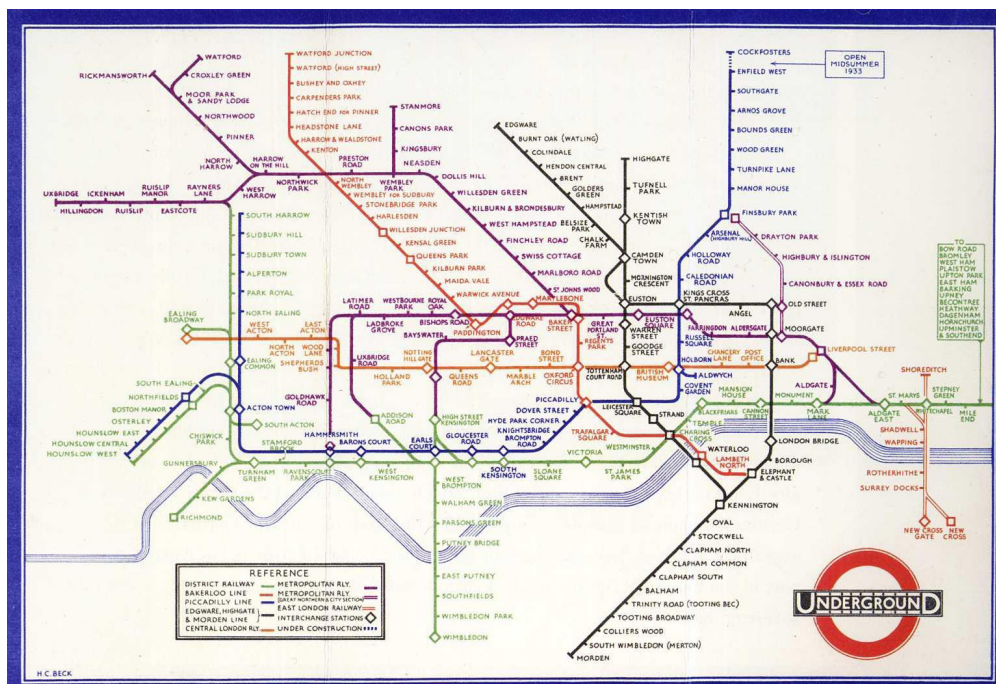 WATFORD
RICKMANSWORTH
CROXLEY GREEN
MOOR PARK
& SANDY LODGE
NORTHWOOD
PINNER
NORTH
HARROW
HARROW
ON THE HILL
WEST
HARROW
UXBRIDGE
ICKENHAM
RUISLIP
MANOR
RAYNERS
LANE
HILLINGDON
RUISLIP
EASTCOTE
NORTHWICK
PARK
PRESTON
ROAD
WEMBLEY
PARK
STANMORE
CANONS PARK
KINGSBURY
NEASDEN
DOLLIS HILL
WILLESDEN GREEN
KILBURN & BRONDESBURY
WEST HAMPSTEAD
FINCHLEY ROAD
SWISS COTTAGE
MARLBORO ROAD
ST JOHNS WOOD
WATFORD JUNCTION
WATFORD (HIGH STREET)
BUSHEY AND OXHEY
CARPENDERS PARK
HATCH END FOR PINNER
HEADSTONE LANE
HARROW & WEALDSTONE
KENTON
NORTH
WEMBLEY
WEMBLEY FOR SUDBURY
STONEBRIDGE PARK
HARLESDEN
WILLESDEN JUNCTION
KENSAL GREEN
QUEENS PARK
KILBURN PARK
MAIDA VALE
WARWICK AVENUE
PADDINGTON
EDGWARE
ROAD
MARYLEBONE
BAKER
STREET
EDGWARE
BURNT OAK (WATLING)
COLINDALE
HENDON CENTRAL
BRENT
GOLDERS
GREEN
HAMPSTEAD
BELSIZE
PARK
CHALK
FARM
HIGHGATE
TUFNELL
PARK
KENTISH
TOWN
CAMDEN
TOWN
MORNINGTON
CRESCENT
EUSTON
COCKFOSTERS
OPEN
MIDSUMMER
1933
ENFIELD WEST
SOUTHGATE
ARNOS GROVE
BOUNDS GREEN
WOOD GREEN
TURNPIKE LANE
MANOR HOUSE
FINSBURY PARK
ARSENAL
(HIGHBURY HILL)
HOLLOWAY
ROAD
CALEDONIAN
ROAD
KINGS CROSS
ST. PANCRAS
DRAYTON PARK
HIGHBURY & ISLINGTON
CANONBURY & ESSEX ROAD
OLD STREET
ANGEL
MOORGATE
TO
BOW ROAD
BROMLEY
WEST HAM
PLAISTOW
UPTON PARK
EAST HAM
BARKING
UPNEY
BECONTREE
HEATHWAY
DAGENHAM
HORNCHURCH
UPMINSTER
& SOUTHEND
SOUTH HARROW
SUDBURY HILL
SUDBURY TOWN
ALPERTON
PARK ROYAL
NORTH EALING
EALING
COMMON
EALING
BROADWAY
WEST
ACTON
EAST
ACTON
NORTH
ACTON
WOOD LANE
SHEPHERDS
BUSH
LATIMER
ROAD
WESTBOURNE
PARK
ROYAL
OAK
LADBROKE
GROVE
BISHOPS ROAD
BAYSWATER
PRAED
STREET
UXBRIDGE
ROAD
NOTTING
HILL GATE
LANCASTER
GATE
BOND
STREET
HOLLAND
PARK
QUEENS
ROAD
MARBLE
ARCH
OXFORD
CIRCUS
GREAT
PORTLAND
STREET
REGENTS
PARK
EUSTON
SQUARE
WARREN
STREET
GOODGE
STREET
TOTTENHAM
COURT ROAD
RUSSELL
SQUARE
HOLBORN
BRITISH
MUSEUM
ALDWYCH
COVENT
GARDEN
FARRINGDON
ALDERSGATE
CHANCERY
LANE
POST
OFFICE
BANK
LIVERPOOL STREET
ALDGATE
SOUTH EALING
NORTHFIELDS
BOSTON MANOR
OSTERLEY
HOUNSLOW EAST
HOUNSLOW CENTRAL
HOUNSLOW WEST
ACTON TOWN
SOUTH ACTON
CHISWICK
PARK
GUNNERSBURY
KEW GARDENS
RICHMOND
GOLDHAWK
ROAD
HAMMERSMITH
STAMFORD
BROOK
TURNHAM
GREEN
RAVENSCOURT
PARK
BARONS COURT
WEST
KENSINGTON
ADDISON
ROAD
HIGH STREET
KENSINGTON
EARLS
COURT
GLOUCESTER
ROAD
SOUTH
KENSINGTON
WEST
BROMPTON
WALHAM GREEN
PARSONS GREEN
PUTNEY BRIDGE
EAST PUTNEY
SOUTHFIELDS
WIMBLEDON PARK
WIMBLEDON
PICCADILLY
DOVER STREET
HYDE PARK CORNER
KNIGHTSBRIDGE
BROMPTON
ROAD
SLOANE
SQUARE
VICTORIA
ST JAMES
PARK
WESTMINSTER
TRAFALGAR
SQUARE
LEICESTER
SQUARE
STRAND
CHARING
CROSS
TEMPLE
BLACKFRIARS
MANSION
HOUSE
CANNON
STREET
MONUMENT
MARK
LANE
ALDGATE
EAST
ST. MARYS
WHITECHAPEL
STEPNEY
GREEN
MILE
END
SHOREDITCH
SHADWELL
WAPPING
ROTHERHITHE
SURREY DOCKS
NEW CROSS
GATE
NEW
CROSS
WATERLOO
LAMBETH
NORTH
LONDON BRIDGE
BOROUGH
ELEPHANT
& CASTLE
KENNINGTON
OVAL
STOCKWELL
CLAPHAM NORTH
CLAPHAM COMMON
CLAPHAM SOUTH
BALHAM
TRINITY ROAD (TOOTING BEC)
TOOTING BROADWAY
COLLIERS WOOD
SOUTH WIMBLEDON (MERTON)
MORDEN
REFERENCE
DISTRICT RAILWAY
BAKERLOO LINE
PICCADILLY LINE
EDGWARE, HIGHGATE
& MORDEN LINE
CENTRAL LONDON RLY.
METROPOLITAN RLY.
METROPOLITAN RLY.
(GREAT NORTHERN & CITY SECTION)
EAST LONDON RAILWAY
INTERCHANGE STATIONS
UNDER CONSTRUCTION
UNDERGROUND
H.C. BECK